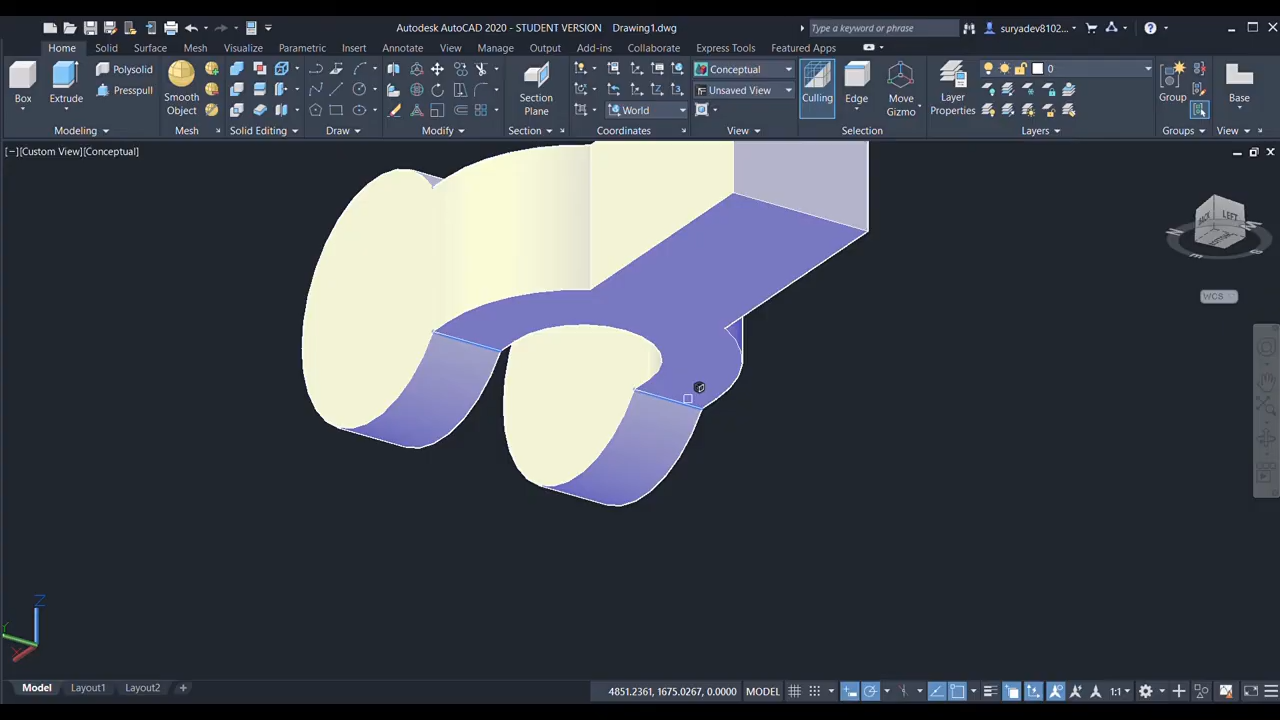 Autodesk AutoCAD 2020 - STUDENT VERSION Drawing1.dwg
Type a keyword or phrase
suryadev8102...
Home Solid Surface Mesh Visualize Parametric Insert Annotate View Manage Output Add-ins Collaborate Express Tools Featured Apps
Box
Extrude
Polysolid
Presspull
Smooth
Object
Section
Plane
World
Conceptual
Unsaved View
Culling
Edge
Move
Gizmo
Layer
Properties
0
Group
Base
Modeling Mesh Solid Editing Draw Modify Section Coordinates View Selection Layers Groups View
[−][Custom View][Conceptual]
BACK LEFT
WCS
Z
Y
X
Model Layout1 Layout2
4851.2361, 1675.0267, 0.0000 MODEL 1:1